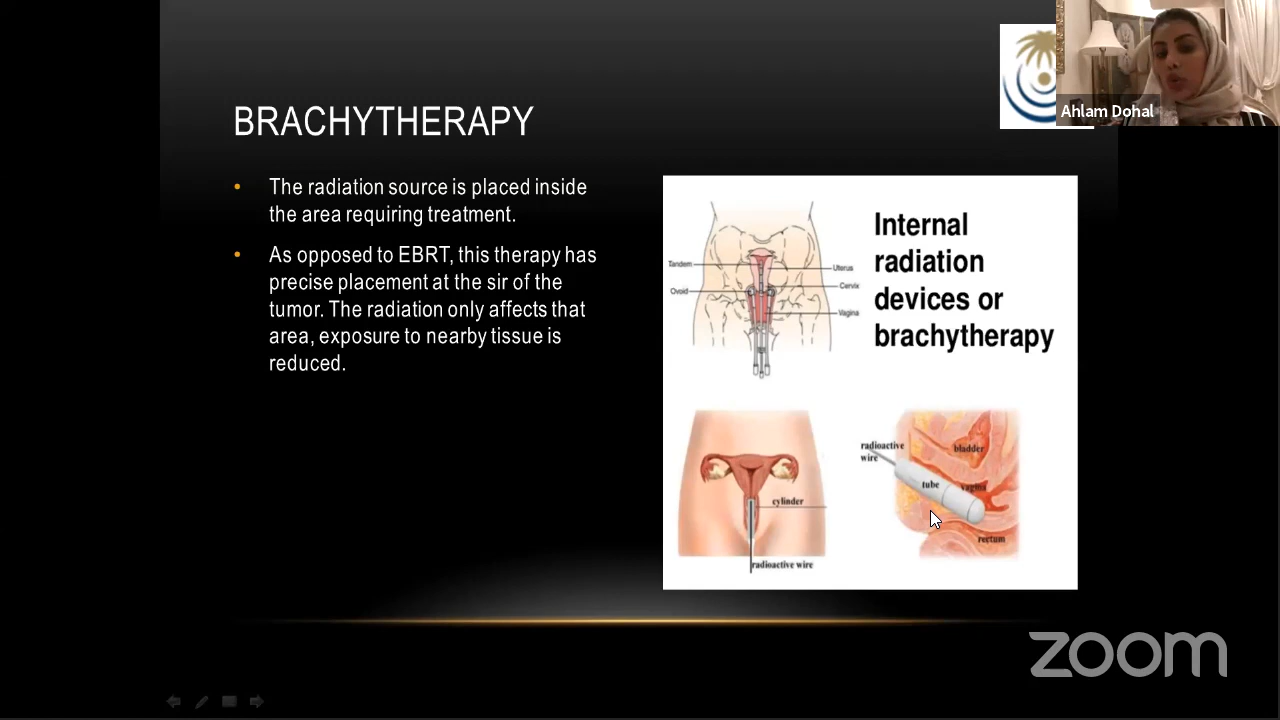 Ahlam Dohal
BRACHYTHERAPY
• The radiation source is placed inside
the area requiring treatment.
• As opposed to EBRT, this therapy has
precise placement at the sir of the
tumor. The radiation only affects that
area, exposure to nearby tissue is
reduced.
Internal
radiation
devices or
brachytherapy
Tandem
Ovoid
Uterus
Cervix
Vagina
cylinder
radioactive wire
radioactive
wire
bladder
tube
vagina
rectum
zoom